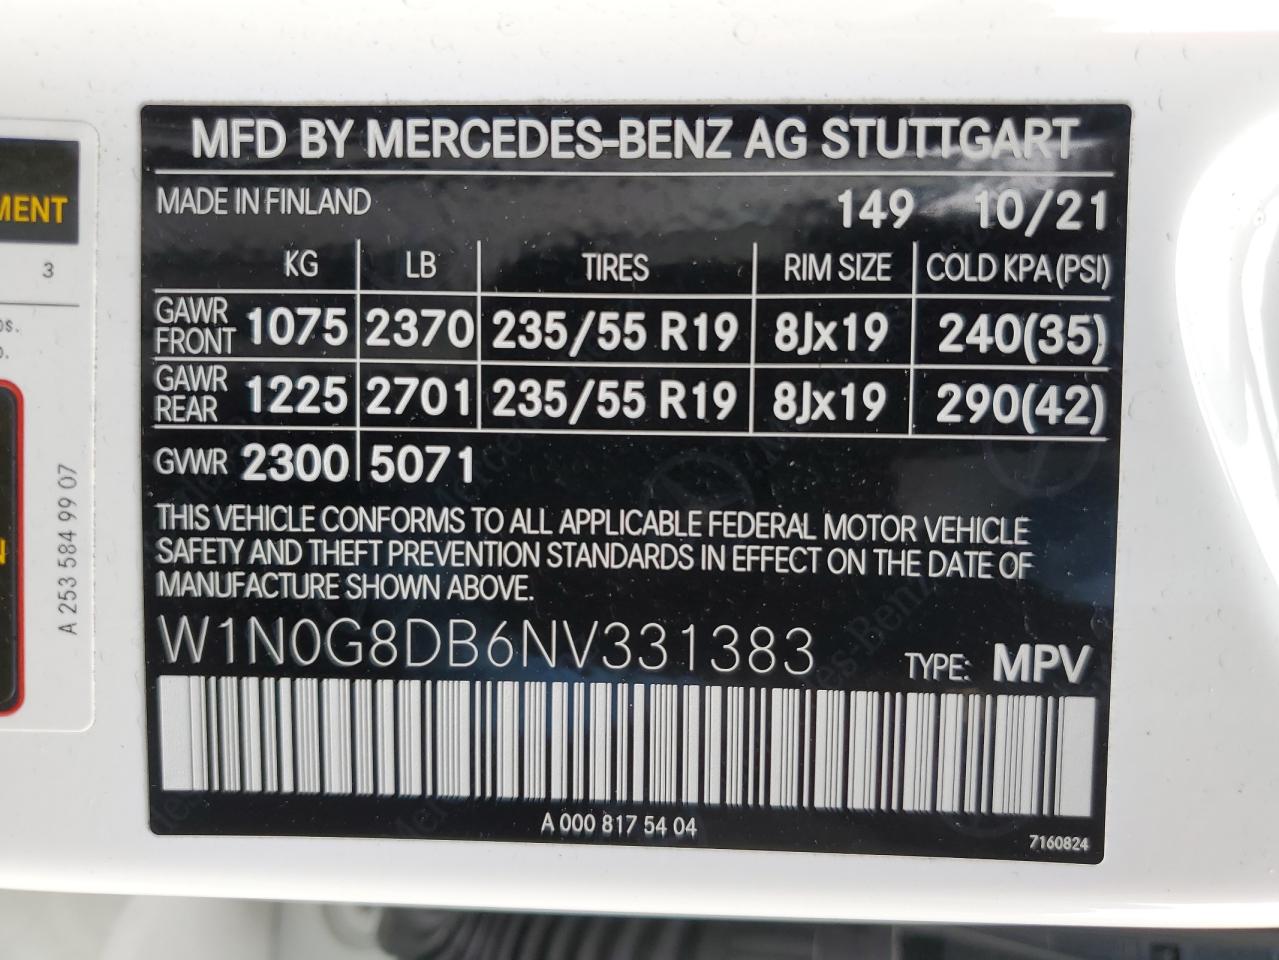 MFD BY MERCEDES-BENZ AG STUTTGART
MADE IN FINLAND 149 10/21
KG LB TIRES RIM SIZE COLD KPA (PSI)
GAWR FRONT 1075 2370 235/55 R19 8Jx19 240(35)
GAWR REAR 1225 2701 235/55 R19 8Jx19 290(42)
GVWR 2300 5071
THIS VEHICLE CONFORMS TO ALL APPLICABLE FEDERAL MOTOR VEHICLE
SAFETY AND THEFT PREVENTION STANDARDS IN EFFECT ON THE DATE OF
MANUFACTURE SHOWN ABOVE.
W1N0G8DB6NV331383 TYPE: MPV
A 000 817 54 04
7160824
3
A 253 584 99 07